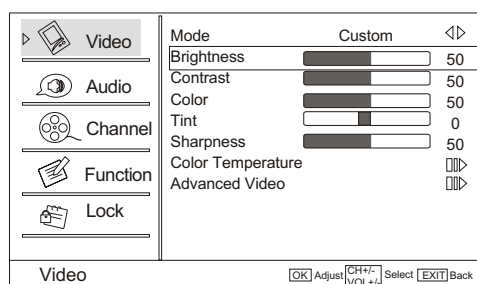 Video
Audio
Channel
Function
Lock
Mode Custom
Brightness 50
Contrast 50
Color 50
Tint 0
Sharpness 50
Color Temperature
Advanced Video
Video
OK Adjust CH+/- VOL+/- Select EXIT Back